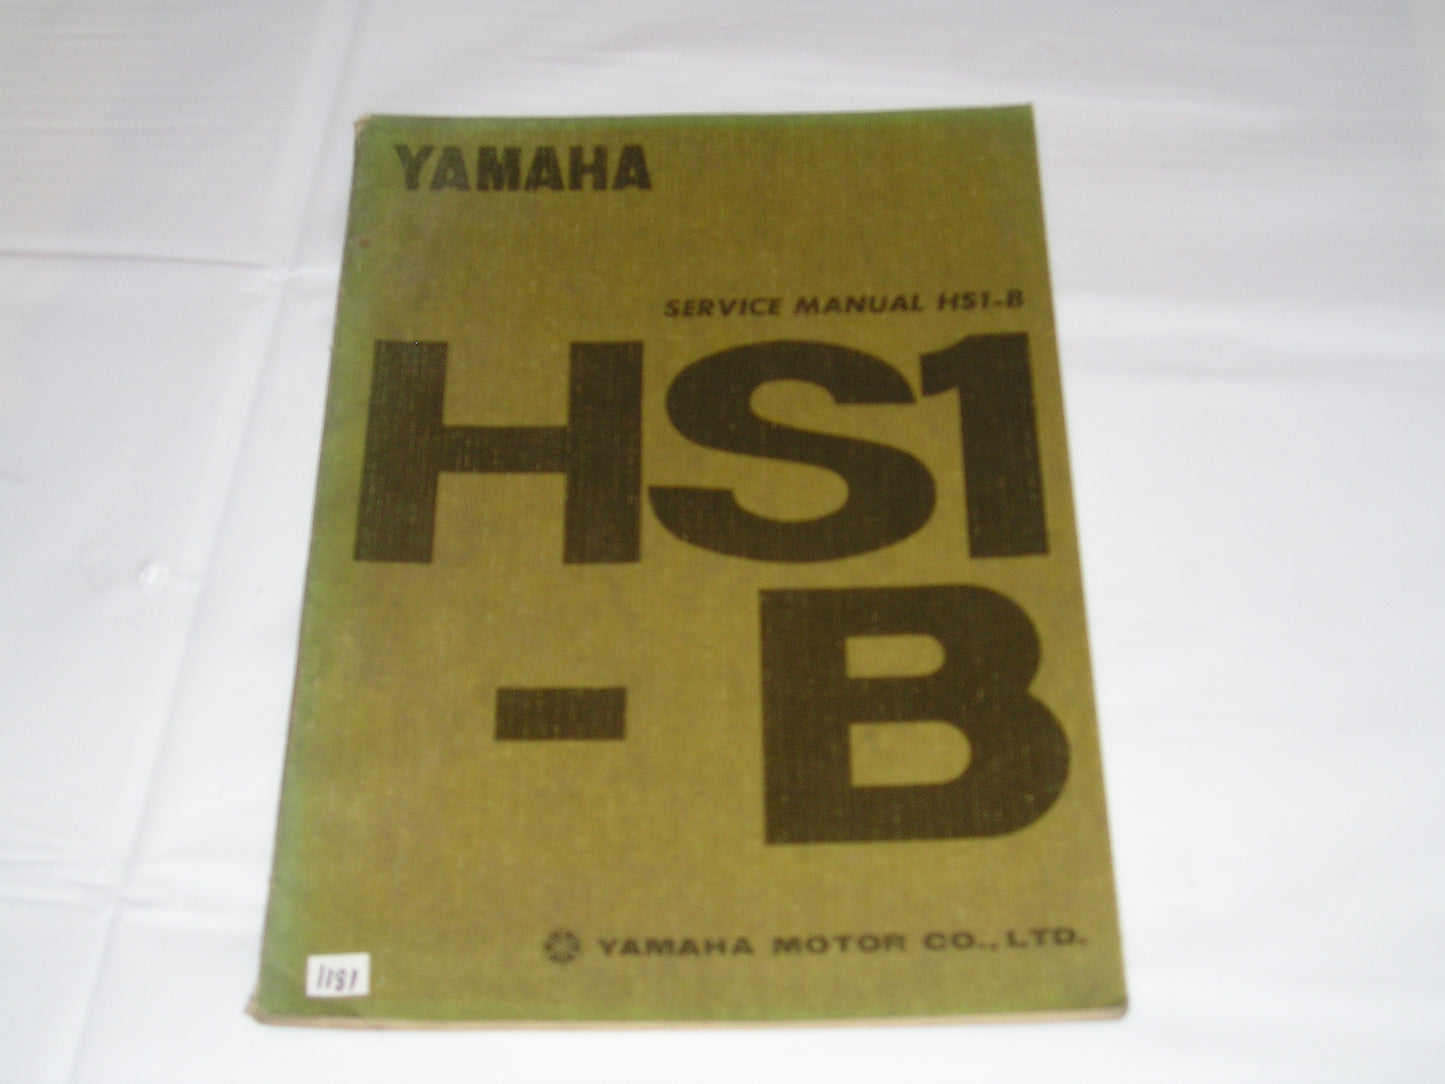 YAMAHA
SERVICE MANUAL HS1-B
HS1
-B
YAMAHA MOTOR CO., LTD.
1181